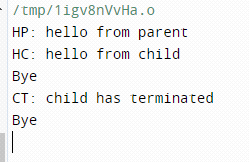 /tmp/1igv8nVvHa.o
HP: hello from parent
HC: hello from child
Bye
CT: child has terminated
Bye